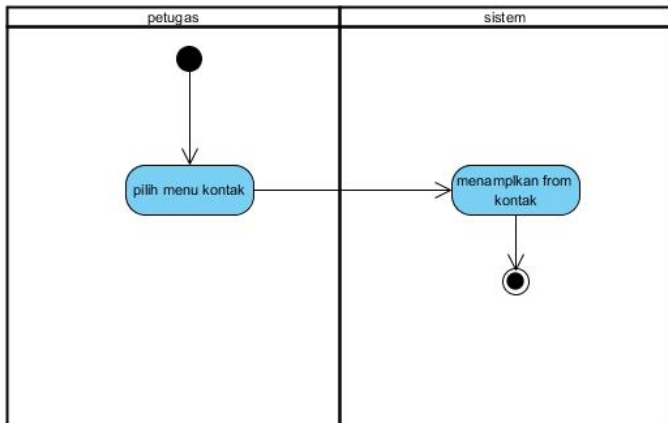 petugas
sistem
pilih menu kontak
menamplkan from
kontak